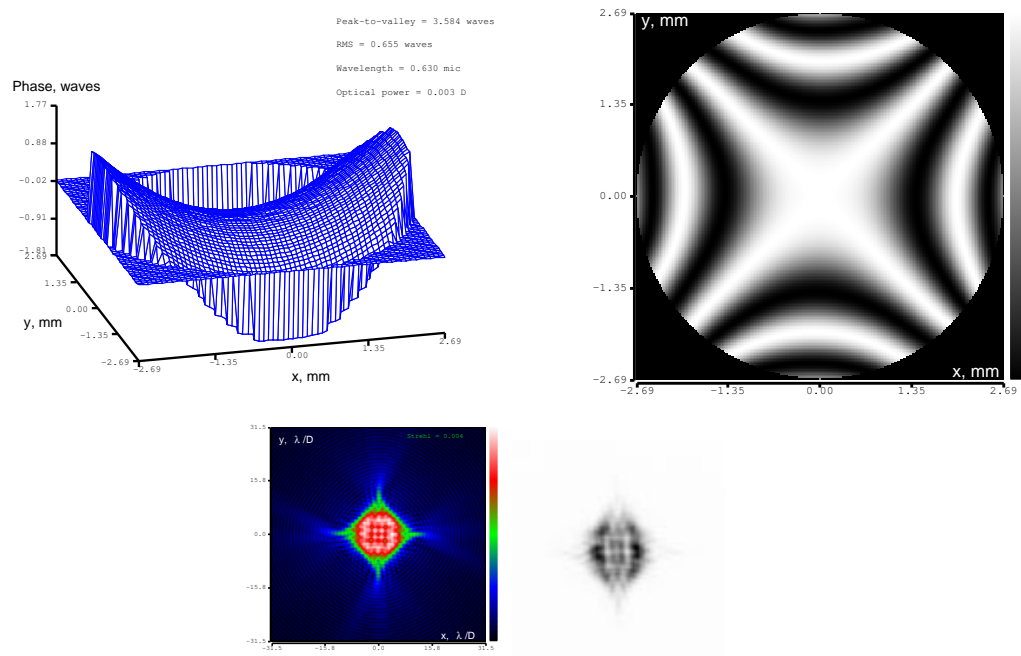 Peak-to-valley = 3.584 waves
RMS = 0.655 waves
Wavelength = 0.630 mic
Optical power = 0.003 D
Phase, waves
1.77
0.88
-0.02
-0.91
-1.81
2.69
1.35
0.00
-1.35
-2.69
y, mm
-2.69
-1.35
0.00
1.35
2.69
x, mm
2.69
y, mm
1.35
0.00
-1.35
-2.69
x, mm
-2.69
-1.35
0.00
1.35
2.69
31.5
y, λ/D
Strehl = 0.004
15.8
0.0
-15.8
-31.5
x, λ/D
-31.5
-15.8
0.0
15.8
31.5